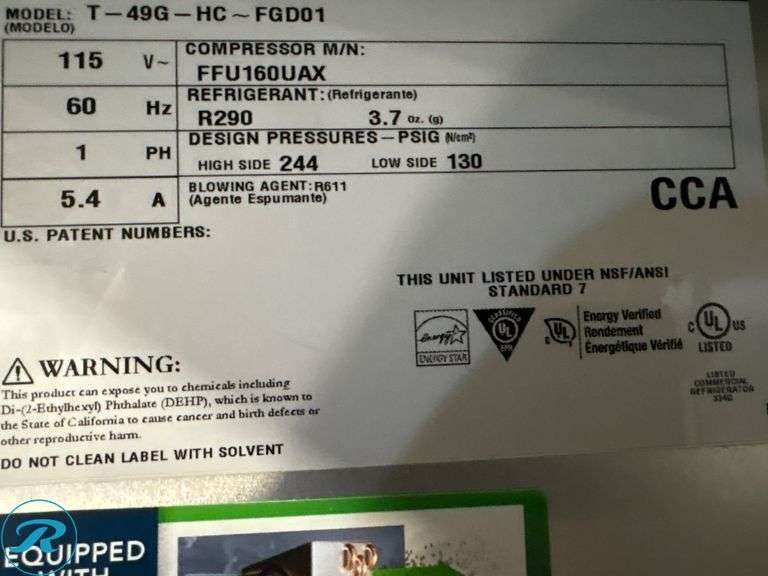 MODEL: T-49G-HC~FGD01
(MODELO)
115 V~
COMPRESSOR M/N:
FFU160UAX
60 Hz
REFRIGERANT: (Refrigerante)
R290 3.7 oz. (g)
1 PH
DESIGN PRESSURES-PSIG (N/cm²)
HIGH SIDE 244 LOW SIDE 130
5.4 A
BLOWING AGENT: R611
(Agente Espumante)
CCA
U.S. PATENT NUMBERS:
THIS UNIT LISTED UNDER NSF/ANSI
STANDARD 7
energy
ENERGY STAR
CLASSIFIED
UL
EPH
C UL
Energy Verified
Rendement
Énergétique Vérifié
C UL US
LISTED
LISTED
COMMERCIAL
REFRIGERATOR
WARNING:
This product can expose you to chemicals including
Di-(2-Ethylhexyl) Phthalate (DEHP), which is known to
the State of California to cause cancer and birth defects or
other reproductive harm.
DO NOT CLEAN LABEL WITH SOLVENT
R
EQUIPPED
WITH